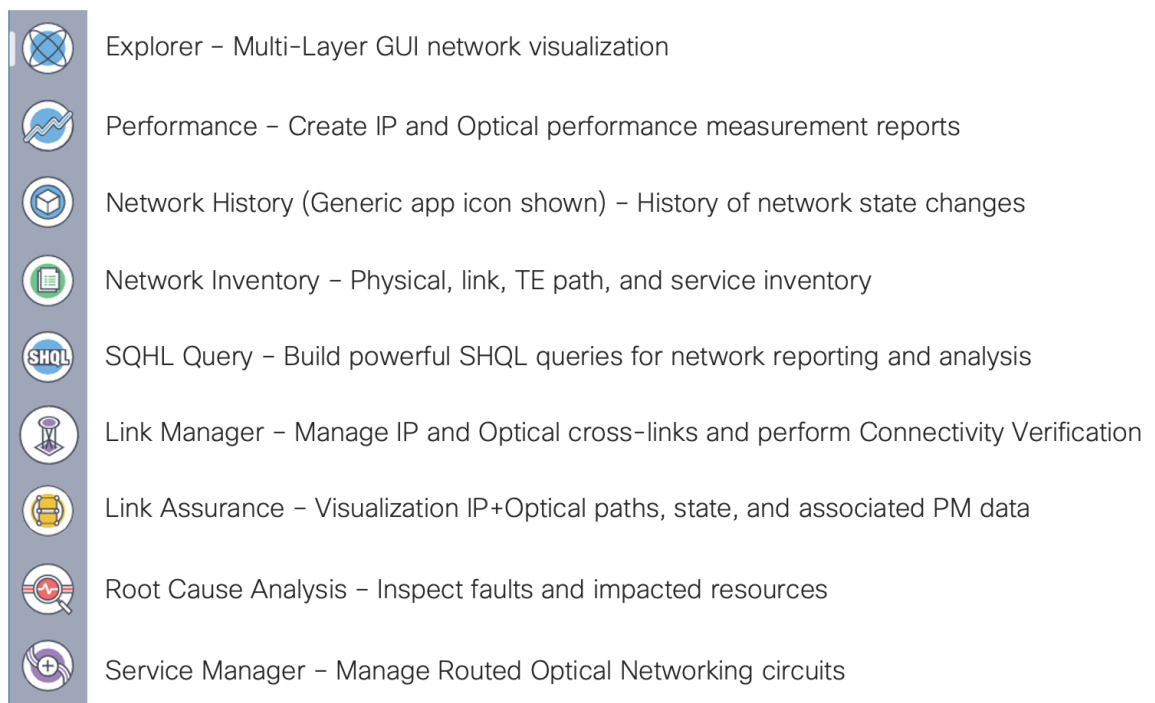 Explorer – Multi-Layer GUI network visualization
Performance – Create IP and Optical performance measurement reports
Network History (Generic app icon shown) – History of network state changes
Network Inventory – Physical, link, TE path, and service inventory
SHQL
SQHL Query – Build powerful SHQL queries for network reporting and analysis
Link Manager – Manage IP and Optical cross-links and perform Connectivity Verification
Link Assurance – Visualization IP+Optical paths, state, and associated PM data
Root Cause Analysis – Inspect faults and impacted resources
Service Manager – Manage Routed Optical Networking circuits